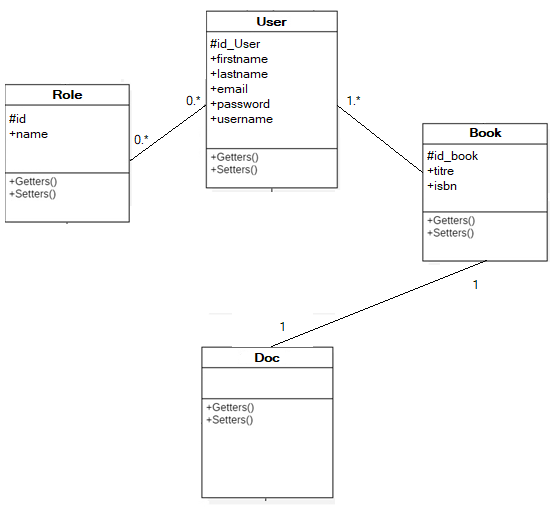 User
#id_User
+firstname
+lastname
+email
+password
+username
+Getters()
+Setters()
Role
#id
+name
+Getters()
+Setters()
0.*
0.*
1.*
Book
#id_book
+titre
+isbn
+Getters()
+Setters()
1
1
Doc
+Getters()
+Setters()